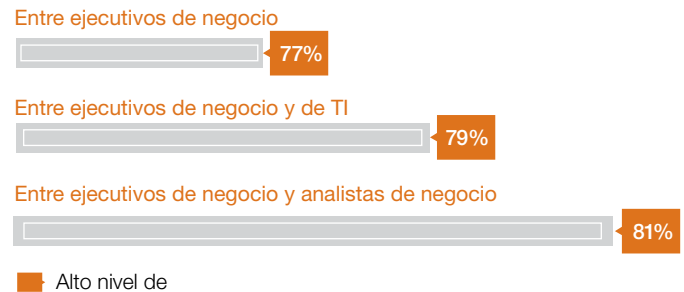 Entre ejecutivos de negocio
77%
Entre ejecutivos de negocio y de TI
79%
Entre ejecutivos de negocio y analistas de negocio
81%
Alto nivel de